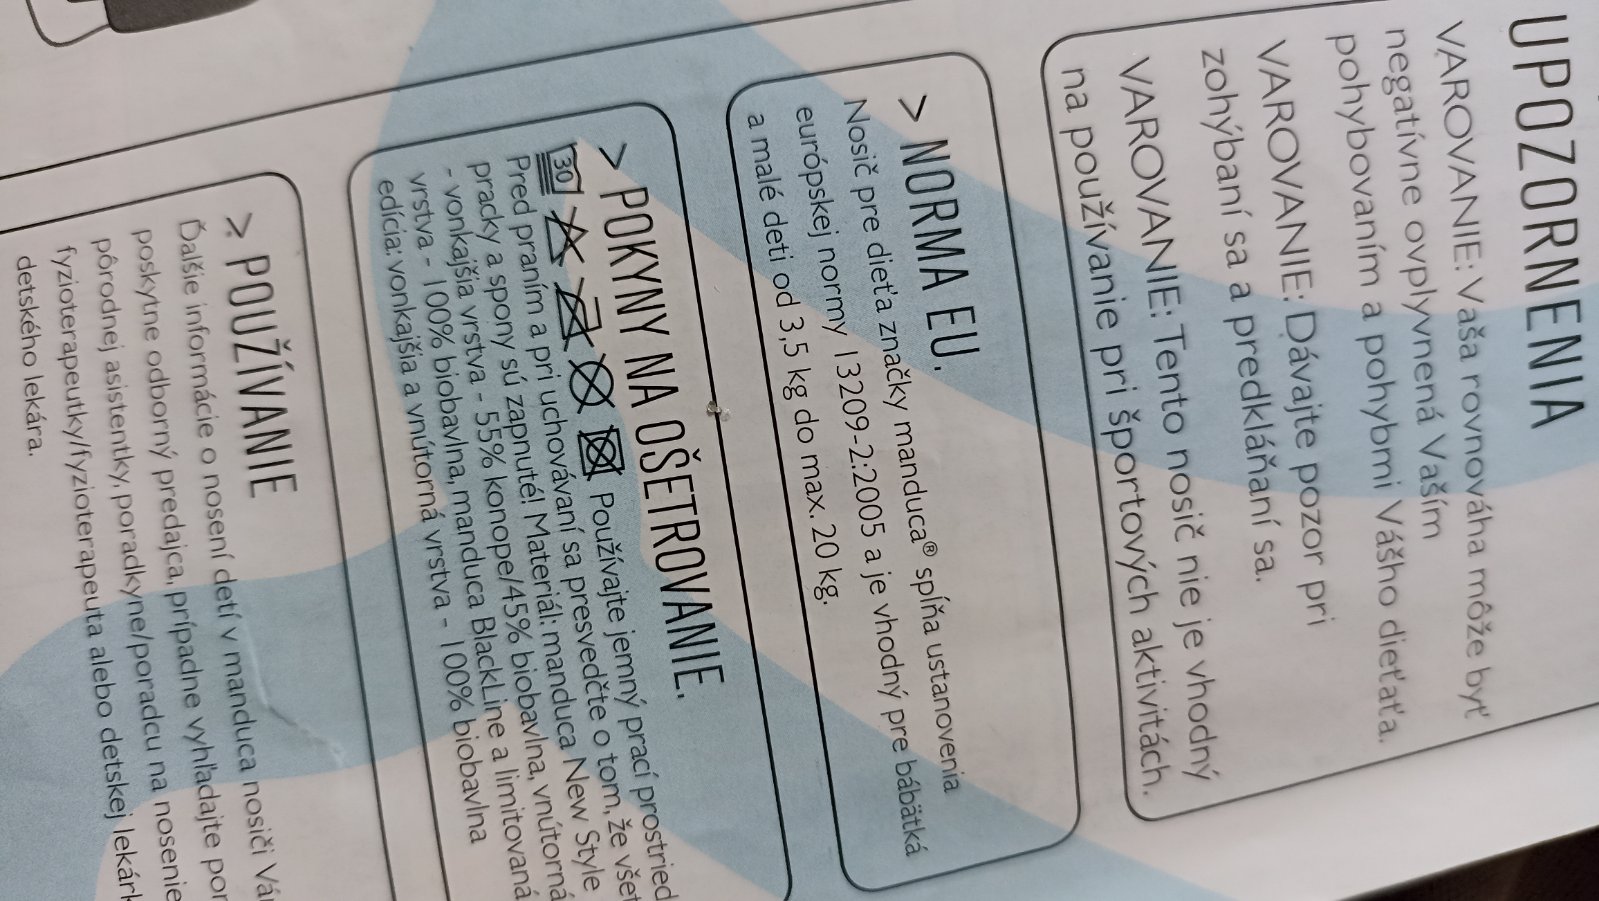 UPOZORNENIA
VAROVANIE: Vaša rovnováha môže byť
negatívne ovplyvnená Vaším
pohybovaním a pohybmi Vášho dieťaťa.
VAROVANIE: Dávajte pozor pri
zohýbaní sa a predkláňaní sa.
VAROVANIE: Tento nosič nie je vhodný
na používanie pri športových aktivitách.
> NORMA EU.
Nosič pre dieťa značky manduca® spĺňa ustanovenia
európskej normy 13209-2:2005 a je vhodný pre bábätká
a malé deti od 3,5 kg do max. 20 kg.
> POKYNY NA OŠETROVANIE.
30 Používajte jemný prací prostried
Pred praním a pri uchovávaní sa presvedčte o tom, že všet
pracky a spony sú zapnuté! Materiál: manduca New Style
- vonkajšia vrstva - 55% konope/45% biobavlna, vnútorná
vrstva - 100% biobavlna, manduca BlackLine a limitovaná
edícia: vonkajšia a vnútorná vrstva - 100% biobavlna
> POUŽÍVANIE
Ďalšie informácie o nosení detí v manduca nosiči Vá
poskytne odborný predajca, prípadne vyhľadajte por
pôrodnej asistentky, poradkyne/poradcu na nosenie
fyzioterapeutky/fyzioterapeuta alebo detskej lekárk
detského lekára.